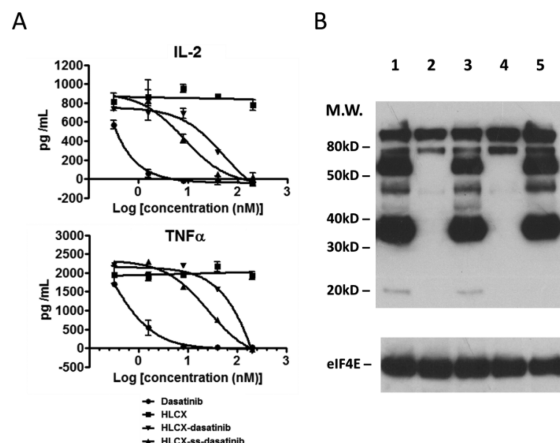 A
IL-2
pg /mL
1200
1000
800
600
400
200
0
-200
-1 0 1 2 3
Log [concentration (nM)]
TNFα
pg /mL
3000
2500
2000
1500
1000
500
0
-500
-1 0 1 2 3
Log [concentration (nM)]
Dasatinib
HLCX
HLCX-dasatinib
HLCX-ss-dasatinib
B
1 2 3 4 5
M.W.
80kD –
50kD –
40kD –
30kD –
20kD –
eIF4E –